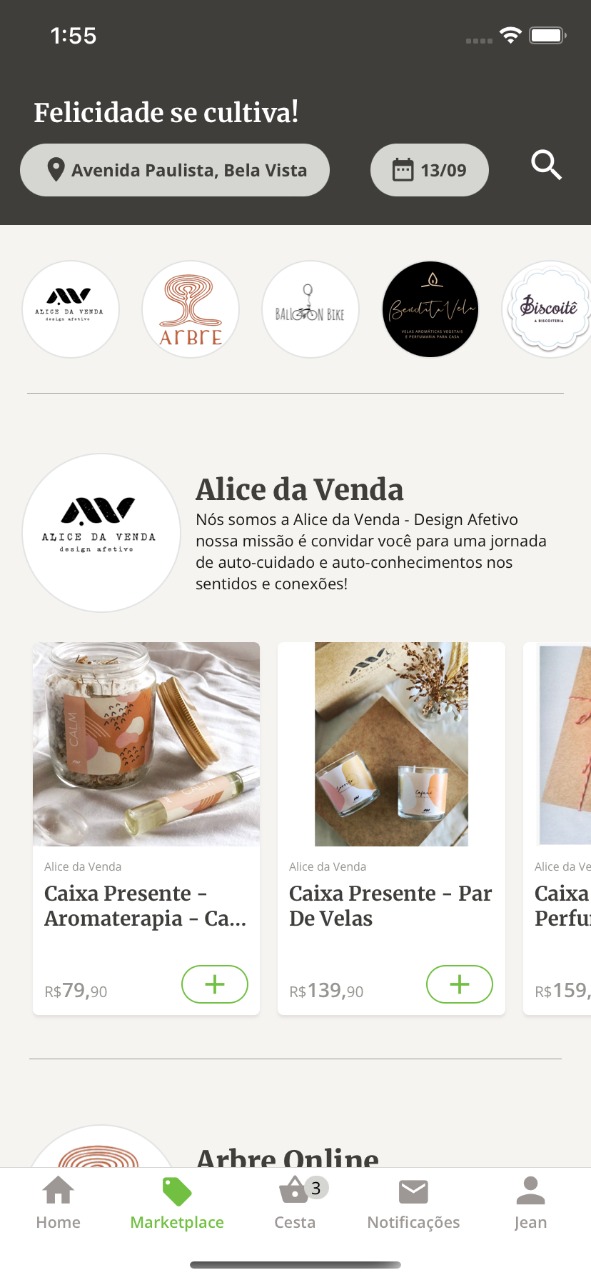 1:55
Felicidade se cultiva!
Avenida Paulista, Bela Vista
13/09
ALICE DA VENDA
design afetivo
ARBRE
BALLOON BIKE
Bendita Vela
VELAS AROMÁTICAS VEGETAIS
E PERFUMARIA PARA CASA
Biscoitê
A BISCOITERIA
ALICE DA VENDA
design afetivo
Alice da Venda
Nós somos a Alice da Venda - Design Afetivo
nossa missão é convidar você para uma jornada
de auto-cuidado e auto-conhecimentos nos
sentidos e conexões!
CALM
Alice da Venda
Caixa Presente -
Aromaterapia - Ca...
R$79,90
Alice da Venda
Caixa Presente - Par
De Velas
R$139,90
Alice da Ve
Caixa
Perfu
R$159,
Arbre Online
Home
Marketplace
3
Cesta
Notificações
Jean